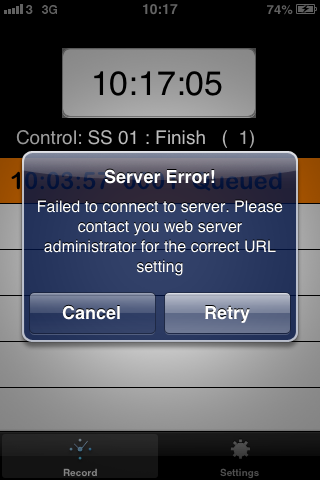 3 3G 10:17 74%
10:17:05
Control: SS 01 : Finish ( 1)
10:03:57 0001 Queued
Server Error!
Failed to connect to server. Please
contact you web server
administrator for the correct URL
setting
Cancel Retry
Record Settings